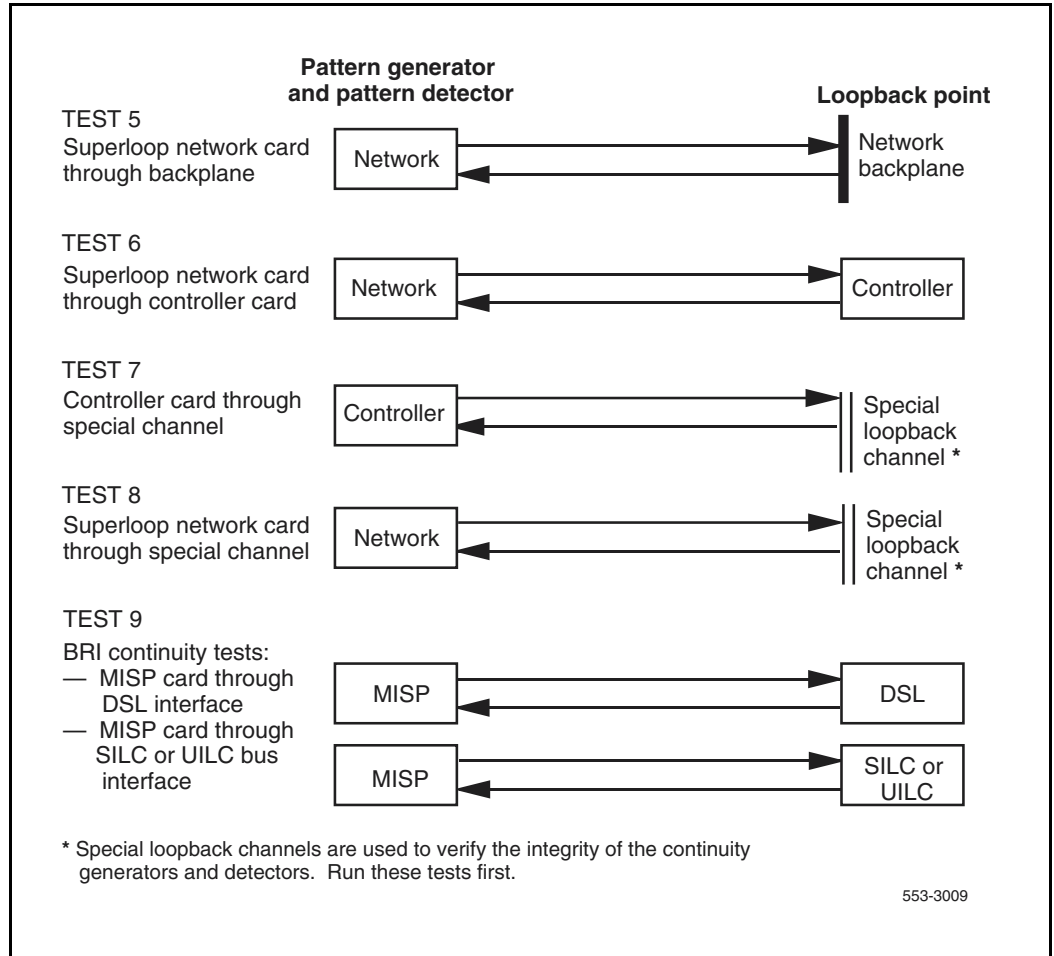 Pattern generator
and pattern detector
Loopback point
TEST 5
Superloop network card
through backplane
Network
Network
backplane
TEST 6
Superloop network card
through controller card
Network
Controller
TEST 7
Controller card through
special channel
Controller
Special
loopback
channel *
TEST 8
Superloop network card
through special channel
Network
Special
loopback
channel *
TEST 9
BRI continuity tests:
— MISP card through
DSL interface
— MISP card through
SILC or UILC bus
interface
MISP
DSL
MISP
SILC or
UILC
* Special loopback channels are used to verify the integrity of the continuity
generators and detectors. Run these tests first.
553-3009